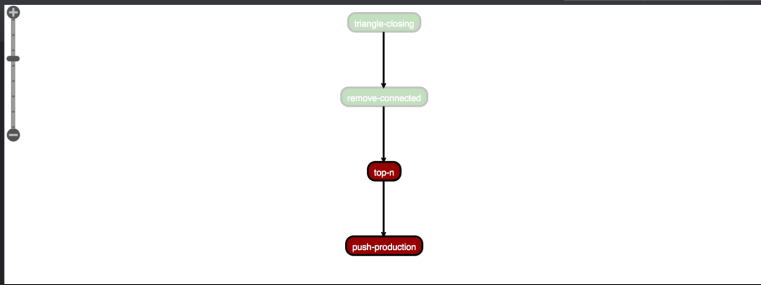 triangle-closing
remove-connected
top-n
push-production